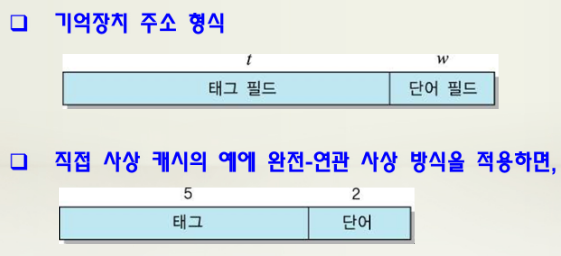 ❑ 기억장치 주소 형식
t w
태그 필드 단어 필드
❑ 직접 사상 캐시의 예에 완전-연관 사상 방식을 적용하면,
5 2
태그 단어